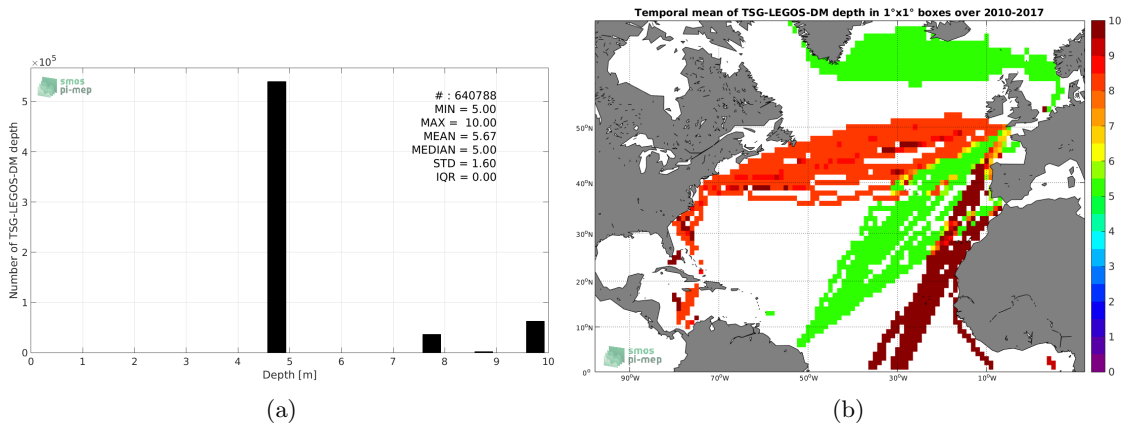 ×10⁵
smos
pi-mep
# : 640788
MIN = 5.00
MAX = 10.00
MEAN = 5.67
MEDIAN = 5.00
STD = 1.60
IQR = 0.00
Number of TSG-LEGOS-DM depth
5
4
3
2
1
0
0 1 2 3 4 5 6 7 8 9 10
Depth [m]
(a)
Temporal mean of TSG-LEGOS-DM depth in 1°x1° boxes over 2010-2017
50°N
40°N
30°N
20°N
10°N
0°
90°W 70°W 50°W 30°W 10°W
smos
pi-mep
10
9
8
7
6
5
4
3
2
1
0
(b)